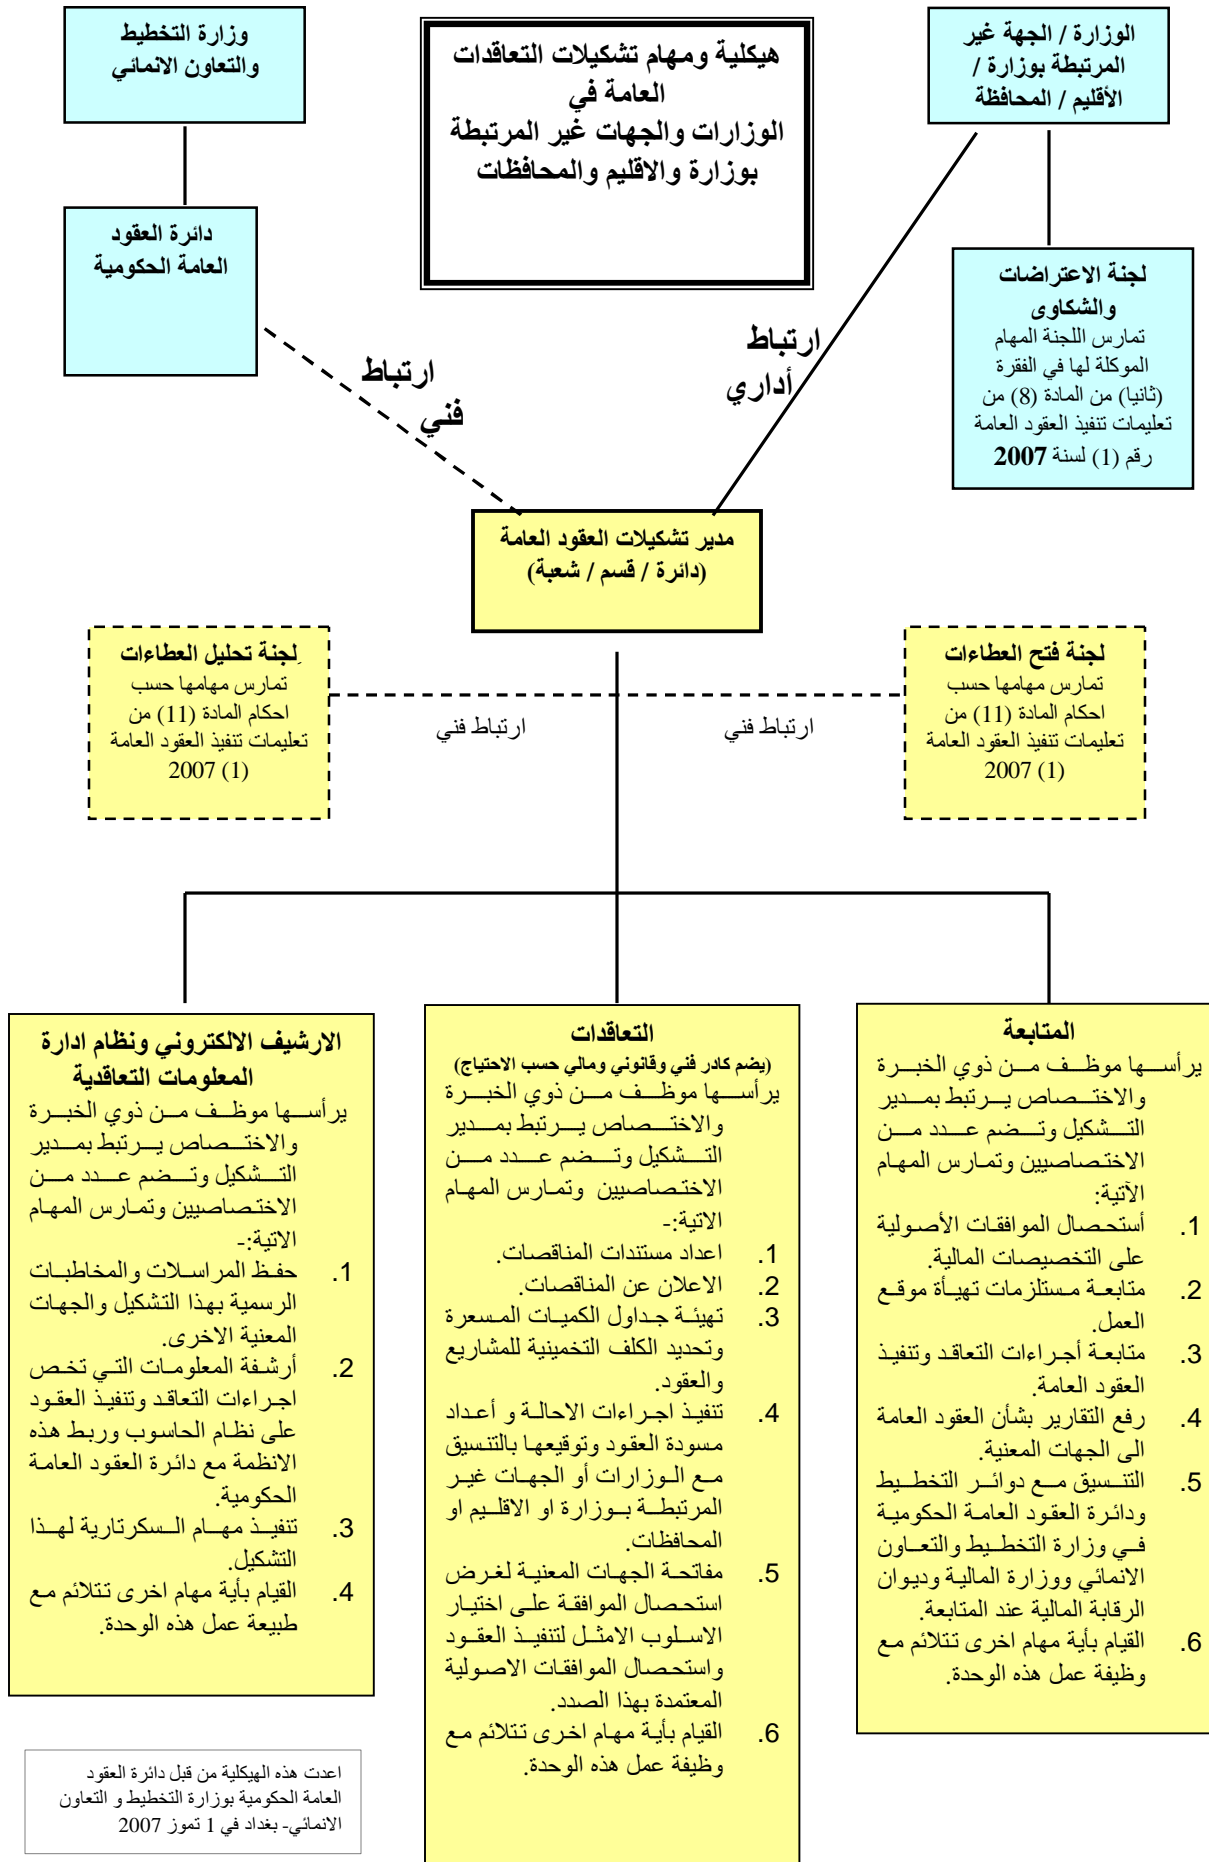 الوزارة / الجهة غير
المرتبطة بوزارة /
الأقليم / المحافظة
هيكلية ومهام تشكيلات التعاقدات
العامة في
الوزارات والجهات غير المرتبطة
بوزارة والاقليم والمحافظات
وزارة التخطيط
والتعاون الانمائي
دائرة العقود
العامة الحكومية
لجنة الاعتراضات
والشكاوى
تمارس اللجنة المهام
الموكلة لها في الفقرة
(ثانيا) من المادة (8) من
تعليمات تنفيذ العقود العامة
رقم (1) لسنة 2007
ارتباط
أداري
ارتباط
فني
مدير تشكيلات العقود العامة
(دائرة / قسم / شعبة)
لجنة فتح العطاءات
تمارس مهامها حسب
احكام المادة (11) من
تعليمات تنفيذ العقود العامة
(1) 2007
ارتباط فني
ارتباط فني
لجنة تحليل العطاءات
تمارس مهامها حسب
احكام المادة (11) من
تعليمات تنفيذ العقود العامة
(1) 2007
المتابعة
يرأسها موظف من ذوي الخبرة
والاختصاص يرتبط بمدير
التشكيل وتضم عدد من
الاختصاصيين وتمارس المهام
الآتية:
1. أستحصال الموافقات الأصولية
على التخصيصات المالية.
2. متابعة مستلزمات تهيأة موقع
العمل.
3. متابعة أجراءات التعاقد وتنفيذ
العقود العامة.
4. رفع التقارير بشأن العقود العامة
الى الجهات المعنية.
5. التنسيق مع دوائر التخطيط
ودائرة العقود العامة الحكومية
في وزارة التخطيط والتعاون
الانمائي ووزارة المالية وديوان
الرقابة المالية عند المتابعة.
6. القيام بأية مهام اخرى تتلائم مع
وظيفة عمل هذه الوحدة.
التعاقدات
(يضم كادر فني وقانوني ومالي حسب الاحتياج)
يرأسها موظف من ذوي الخبرة
والاختصاص يرتبط بمدير
التشكيل وتضم عدد من
الاختصاصيين وتمارس المهام
الاتية:-
1. اعداد مستندات المناقصات.
2. الاعلان عن المناقصات.
3. تهيئة جداول الكميات المسعرة
وتحديد الكلف التخمينية للمشاريع
والعقود.
4. تنفيذ اجراءات الاحالة و أعداد
مسودة العقود وتوقيعها بالتنسيق
مع الوزارات أو الجهات غير
المرتبطة بوزارة او الاقليم او
المحافظات.
5. مفاتحة الجهات المعنية لغرض
استحصال الموافقة على اختيار
الاسلوب الامثل لتنفيذ العقود
واستحصال الموافقات الاصولية
المعتمدة بهذا الصدد.
6. القيام بأية مهام اخرى تتلائم مع
وظيفة عمل هذه الوحدة.
الارشيف الالكتروني ونظام ادارة
المعلومات التعاقدية
يرأسها موظف من ذوي الخبرة
والاختصاص يرتبط بمدير
التشكيل وتضم عدد من
الاختصاصيين وتمارس المهام
الاتية:-
1. حفظ المراسلات والمخاطبات
الرسمية بهذا التشكيل والجهات
المعنية الاخرى.
2. أرشفة المعلومات التي تخص
اجراءات التعاقد وتنفيذ العقود
على نظام الحاسوب وربط هذه
الانظمة مع دائرة العقود العامة
الحكومية.
3. تنفيذ مهام السكرتارية لهذا
التشكيل.
4. القيام بأية مهام اخرى تتلائم مع
طبيعة عمل هذه الوحدة.
اعدت هذه الهيكلية من قبل دائرة العقود
العامة الحكومية بوزارة التخطيط و التعاون
الانمائي- بغداد في 1 تموز 2007